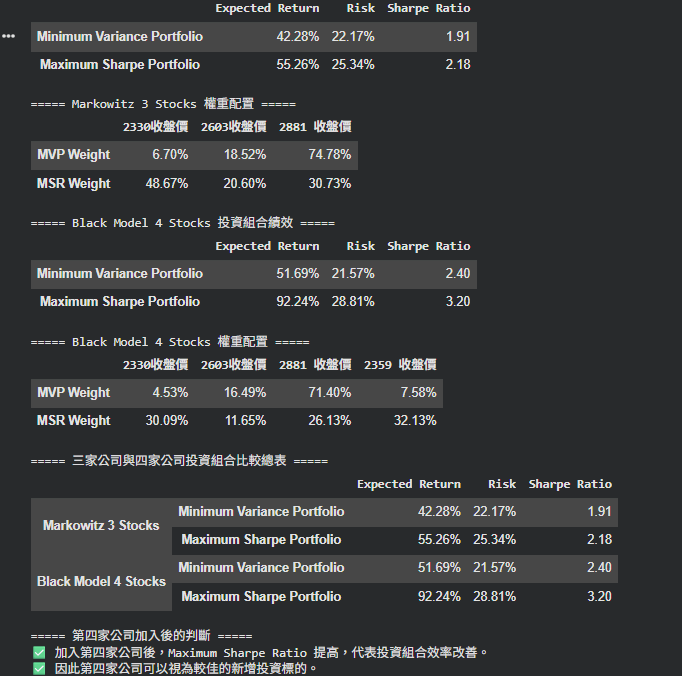 Expected Return Risk Sharpe Ratio
Minimum Variance Portfolio 42.28% 22.17% 1.91
Maximum Sharpe Portfolio 55.26% 25.34% 2.18
===== Markowitz 3 Stocks 權重配置 =====
2330收盤價 2603收盤價 2881 收盤價
MVP Weight 6.70% 18.52% 74.78%
MSR Weight 48.67% 20.60% 30.73%
===== Black Model 4 Stocks 投資組合績效 =====
Expected Return Risk Sharpe Ratio
Minimum Variance Portfolio 51.69% 21.57% 2.40
Maximum Sharpe Portfolio 92.24% 28.81% 3.20
===== Black Model 4 Stocks 權重配置 =====
2330收盤價 2603收盤價 2881 收盤價 2359 收盤價
MVP Weight 4.53% 16.49% 71.40% 7.58%
MSR Weight 30.09% 11.65% 26.13% 32.13%
===== 三家公司與四家公司投資組合比較總表 =====
Expected Return Risk Sharpe Ratio
Markowitz 3 Stocks Minimum Variance Portfolio 42.28% 22.17% 1.91
Maximum Sharpe Portfolio 55.26% 25.34% 2.18
Black Model 4 Stocks Minimum Variance Portfolio 51.69% 21.57% 2.40
Maximum Sharpe Portfolio 92.24% 28.81% 3.20
===== 第四家公司加入後的判斷 =====
✅ 加入第四家公司後，Maximum Sharpe Ratio 提高，代表投資組合效率改善。
✅ 因此第四家公司可以視為較佳的新增投資標的。